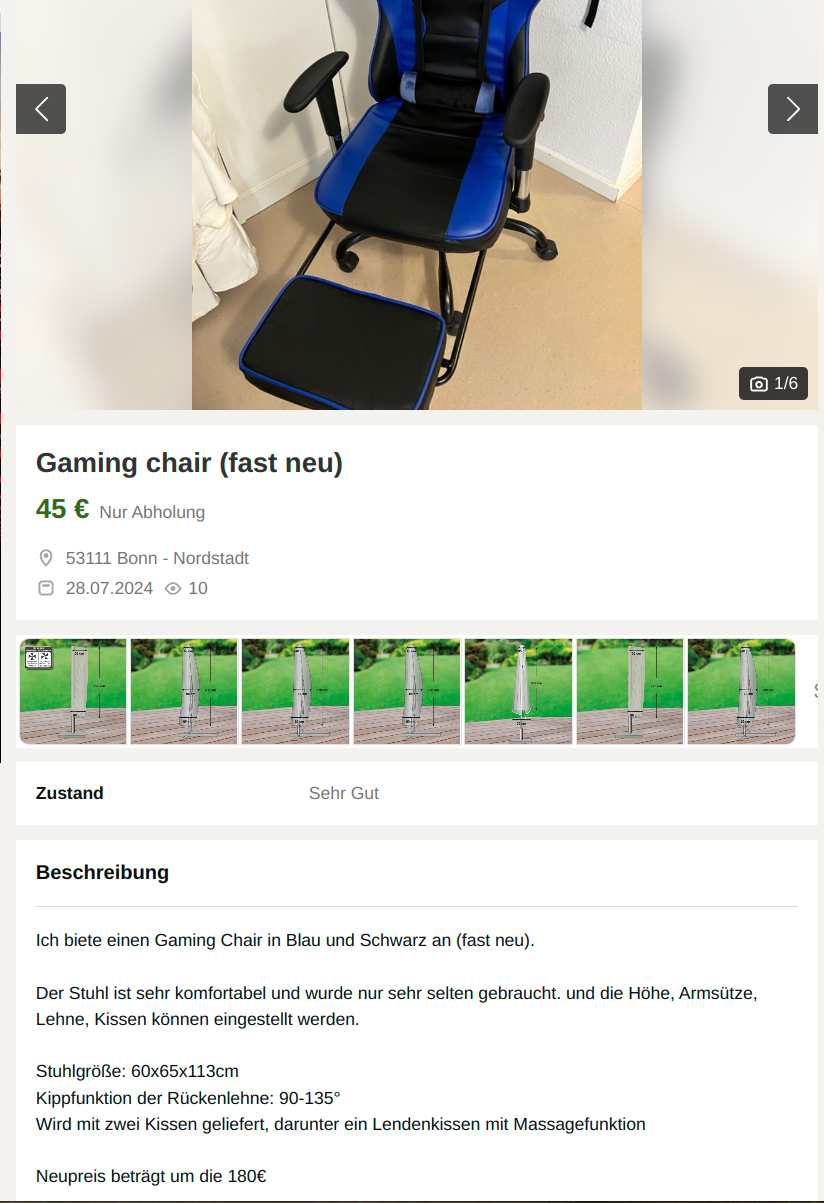 1/6
Gaming chair (fast neu)
45 € Nur Abholung
53111 Bonn - Nordstadt
28.07.2024 10
Zustand Sehr Gut
Beschreibung
Ich biete einen Gaming Chair in Blau und Schwarz an (fast neu).
Der Stuhl ist sehr komfortabel und wurde nur sehr selten gebraucht. und die Höhe, Armsütze,
Lehne, Kissen können eingestellt werden.
Stuhlgröße: 60x65x113cm
Kippfunktion der Rückenlehne: 90-135°
Wird mit zwei Kissen geliefert, darunter ein Lendenkissen mit Massagefunktion
Neupreis beträgt um die 180€